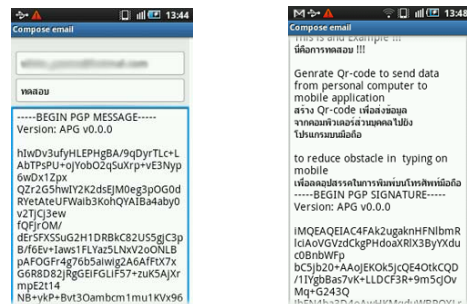 13:44
Compose email
ทดสอบ
-----BEGIN PGP MESSAGE-----
Version: APG v0.0.0
hIwDv3ufyHLEPHgBA/9qDyrTLc+L
AbTPsPU+ojYobO2qSuXrp+vE3Nyp
6wDx1Zpx
QZr2G5hwIY2K2dsEJM0eg3pOG0d
RYetAteUFWaib3KohQYAIBa4aby0
v2TjCj3ew
fQFJrOM/
dErSFXSSuG2H1DRBkC82US5gjC3p
B/f6Ev+Iaws1FLYaz5LNxV2oONLB
pAFOGFr4g76b5aiwig2A6AfFtX7x
G6R8D82jRgGEiFGLiF57+zuK5AjXr
mpE2t14
NB+ykP+Bvt3Oambcm1mu1KVx96
13:48
Compose email
This is and Example !!!
นี่คือการทดสอบ !!!
Genrate Qr-code to send data
from personal computer to
mobile application
สร้าง Qr-code เพื่อส่งข้อมูล
จากคอมพิวเตอร์ส่วนบุคคลไปยัง
โปรแกรมบนมือถือ
to reduce obstacle in typing on
mobile
เพื่อลดอุปสรรคในการพิมพ์บนโทรศัพท์มือถือ
-----BEGIN PGP SIGNATURE-----
Version: APG v0.0.0
iMQEAQEIAC4FAk2ugaknHFNlbmR
lciAoVGVzdCkgPHdoaXRlX3ByYXdu
c0BnbWFp
bC5jb20+AAoJEKOk5jcQE4OtkCQD
/1IYgbBas7vK+LLDCF3R+9m5cJOv
Mq+G243Q